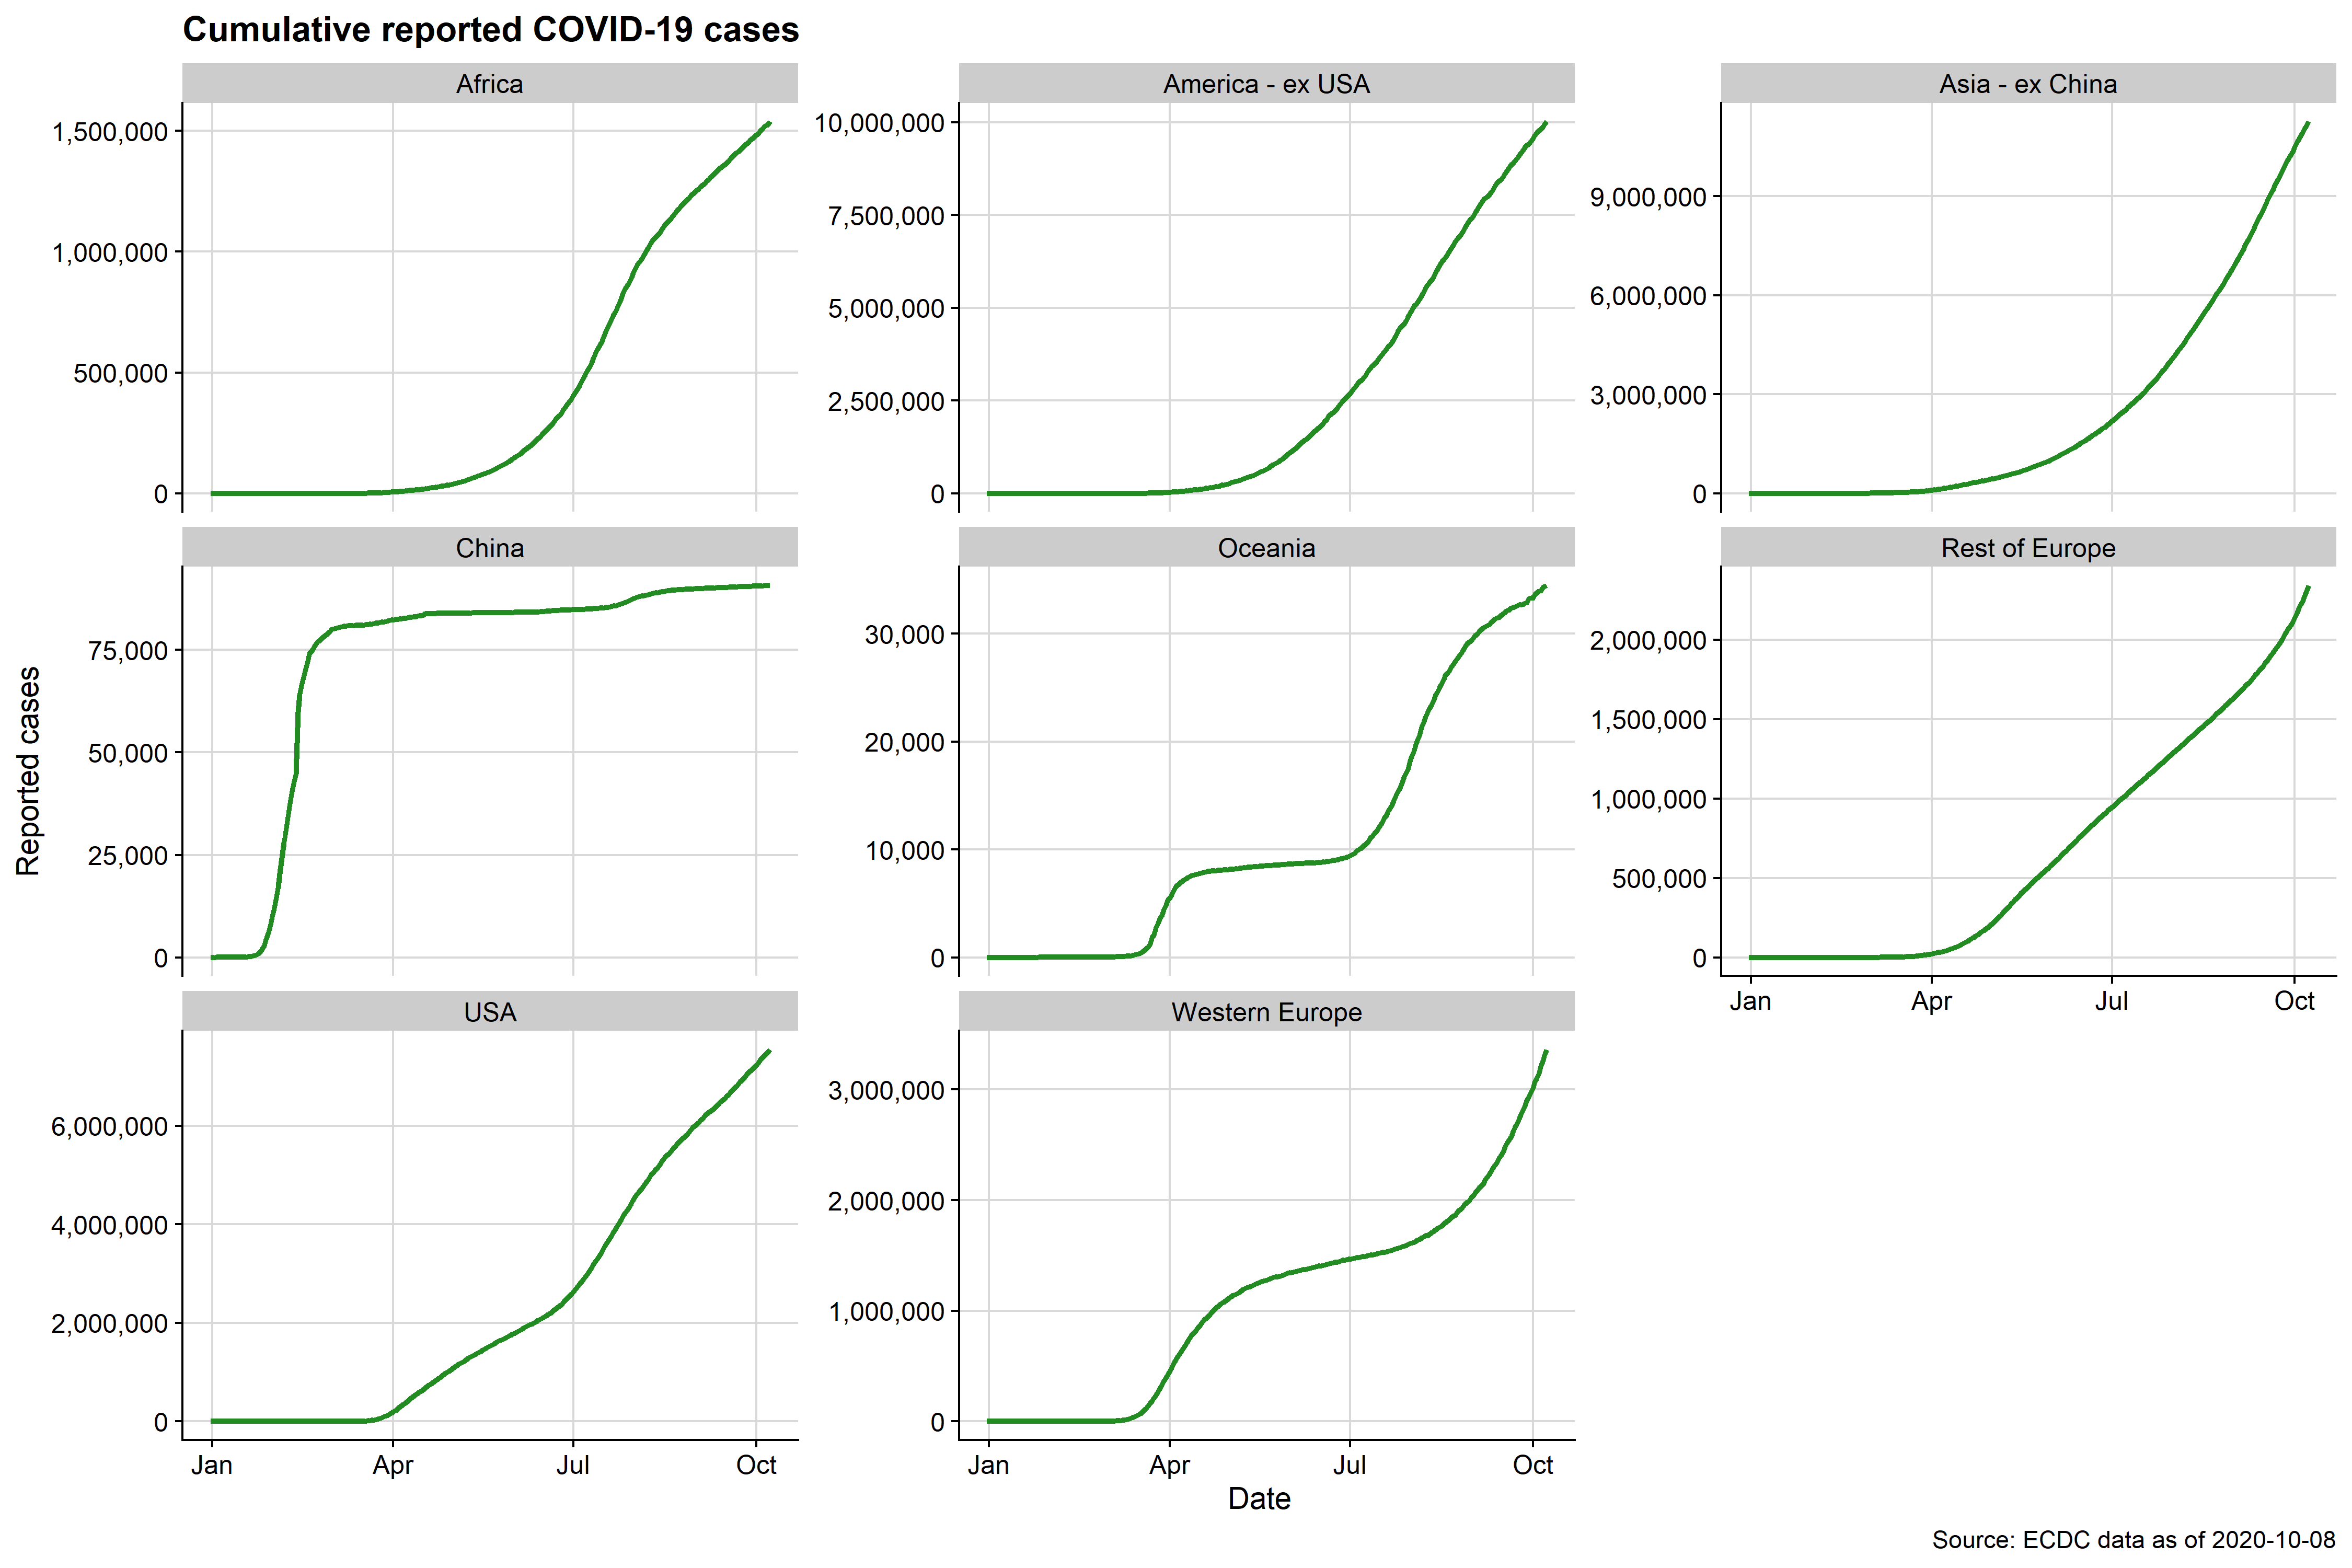 Cumulative reported COVID-19 cases
Africa
America - ex USA
Asia - ex China
1,500,000
1,000,000
500,000
0
10,000,000
7,500,000
5,000,000
2,500,000
0
9,000,000
6,000,000
3,000,000
0
China
Oceania
Rest of Europe
Reported cases
75,000
50,000
25,000
0
30,000
20,000
10,000
0
2,000,000
1,500,000
1,000,000
500,000
0
Jan Apr Jul Oct
USA
Western Europe
6,000,000
4,000,000
2,000,000
0
Jan Apr Jul Oct
3,000,000
2,000,000
1,000,000
0
Jan Apr Jul Oct
Date
Source: ECDC data as of 2020-10-08